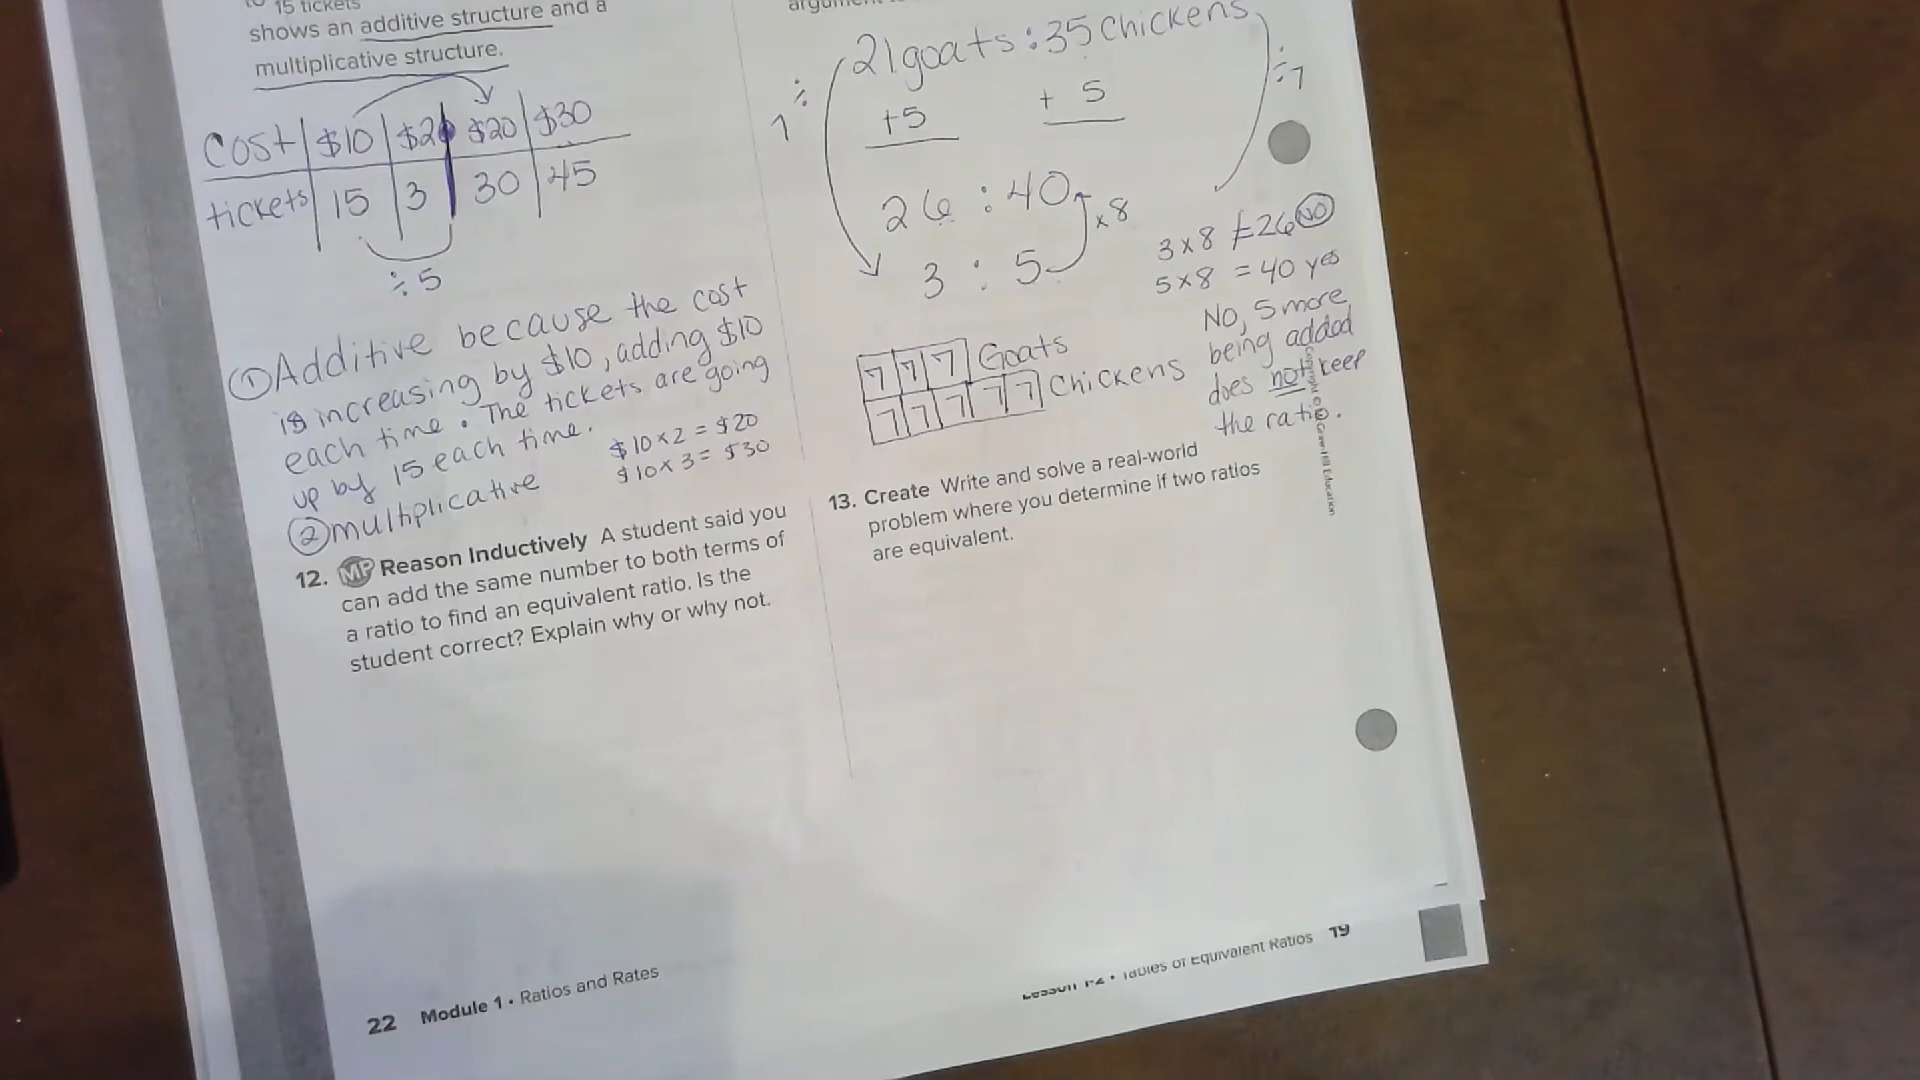 15 tickets
shows an additive structure and a
multiplicative structure.
cost $10 $20 $20 $30
tickets 15 3 30 45
÷ 5
① Additive because the cost
is increasing by $10, adding $10
each time. The tickets are going
up by 15 each time.
$10 x 2 = $20
$10 x 3 = $30
② multiplicative
12. MP Reason Inductively A student said you
can add the same number to both terms of
a ratio to find an equivalent ratio. Is the
student correct? Explain why or why not.
22 Module 1 • Ratios and Rates
21 goats : 35 chickens
÷ 7
÷ 7
+5 + 5
26 : 40
x 8
3 : 5
3 x 8 ≠ 26 NO
5 x 8 = 40 yes
No, 5 more
being added
does not keep
the ratio.
7 7 7 Goats
7 7 7 7 7 Chickens
13. Create Write and solve a real-world
problem where you determine if two ratios
are equivalent.
Lesson 1-2 • Tables of Equivalent Ratios 19